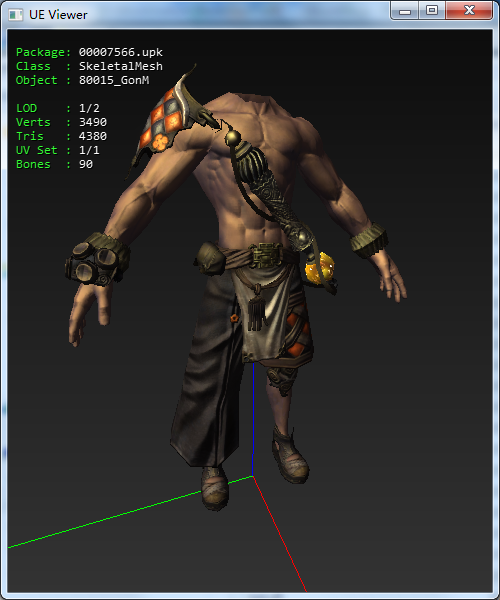 UE Viewer
Package: 00007566.upk
Class  : SkeletalMesh
Object : 80015_GonM
LOD    : 1/2
Verts  : 3490
Tris   : 4380
UV Set : 1/1
Bones  : 90